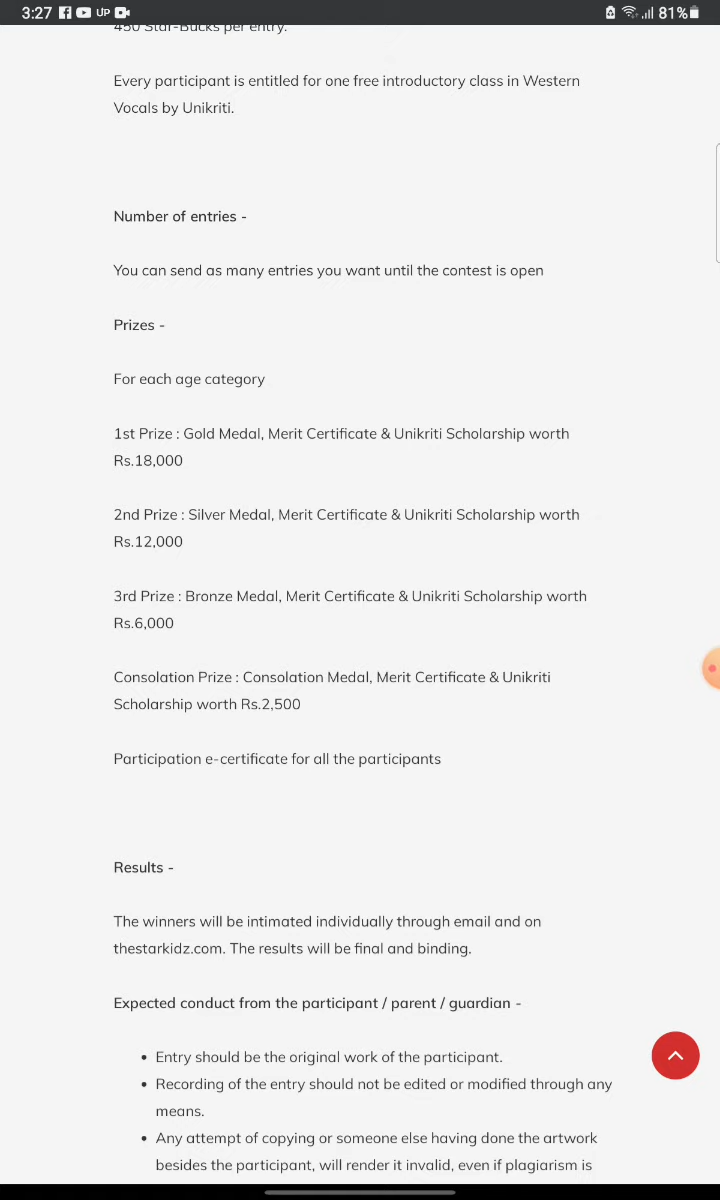 3:27 UP 81%
450 Star-Bucks per entry.
Every participant is entitled for one free introductory class in Western
Vocals by Unikriti.
Number of entries -
You can send as many entries you want until the contest is open
Prizes -
For each age category
1st Prize : Gold Medal, Merit Certificate & Unikriti Scholarship worth
Rs.18,000
2nd Prize : Silver Medal, Merit Certificate & Unikriti Scholarship worth
Rs.12,000
3rd Prize : Bronze Medal, Merit Certificate & Unikriti Scholarship worth
Rs.6,000
Consolation Prize : Consolation Medal, Merit Certificate & Unikriti
Scholarship worth Rs.2,500
Participation e-certificate for all the participants
Results -
The winners will be intimated individually through email and on
thestarkidz.com. The results will be final and binding.
Expected conduct from the participant / parent / guardian -
• Entry should be the original work of the participant.
• Recording of the entry should not be edited or modified through any
means.
• Any attempt of copying or someone else having done the artwork
besides the participant, will render it invalid, even if plagiarism is